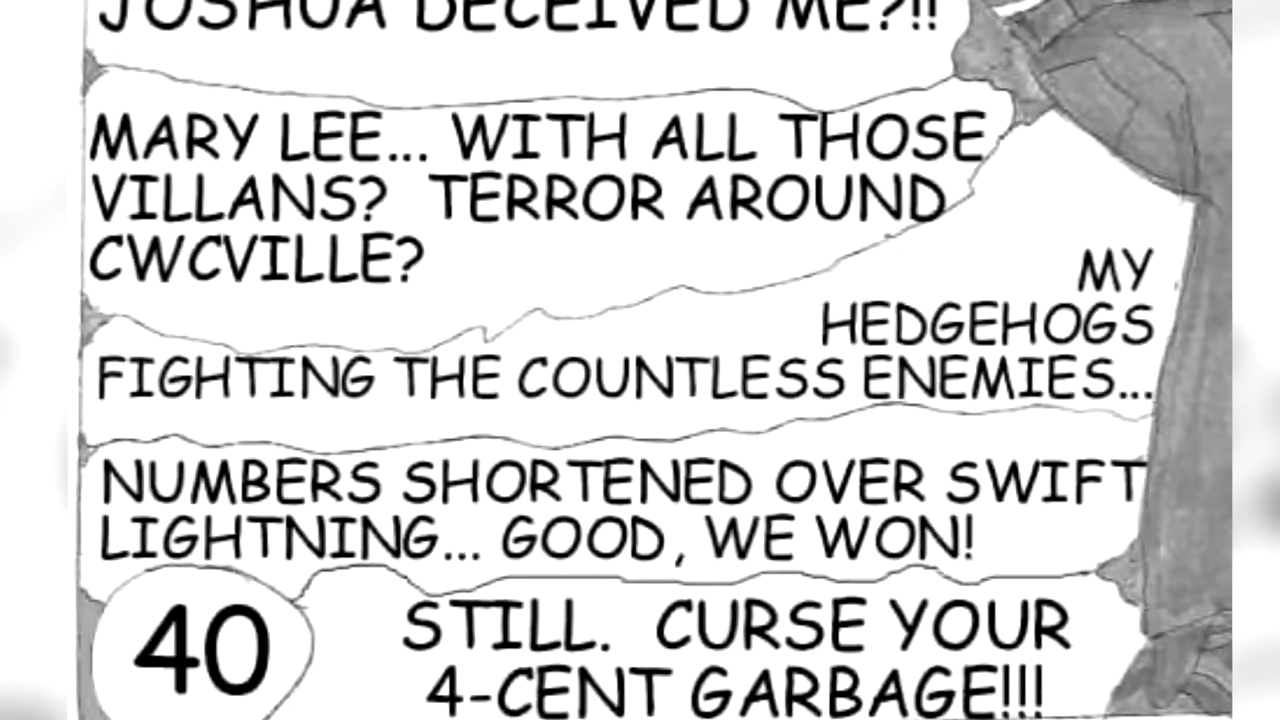 JOSHUA DECEIVED ME?!!
MARY LEE... WITH ALL THOSE
VILLANS?  TERROR AROUND
CWCVILLE?
MY
HEDGEHOGS
FIGHTING THE COUNTLESS ENEMIES...
NUMBERS SHORTENED OVER SWIFT
LIGHTNING... GOOD, WE WON!
40
STILL.  CURSE YOUR
4-CENT GARBAGE!!!